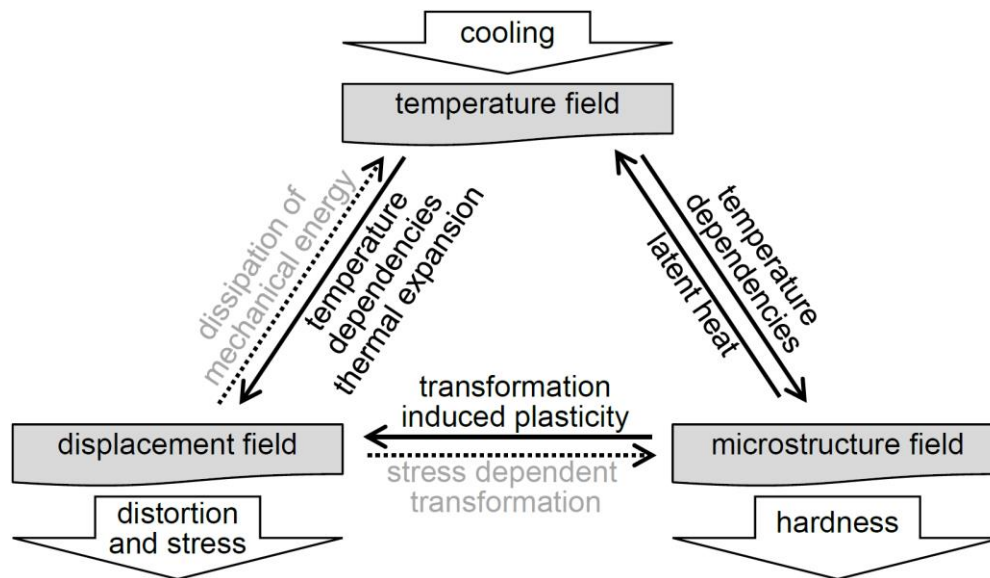 cooling
temperature field
dissipation of
mechanical energy
temperature
dependencies
thermal expansion
temperature
dependencies
latent heat
transformation
induced plasticity
stress dependent
transformation
displacement field
microstructure field
distortion
and stress
hardness